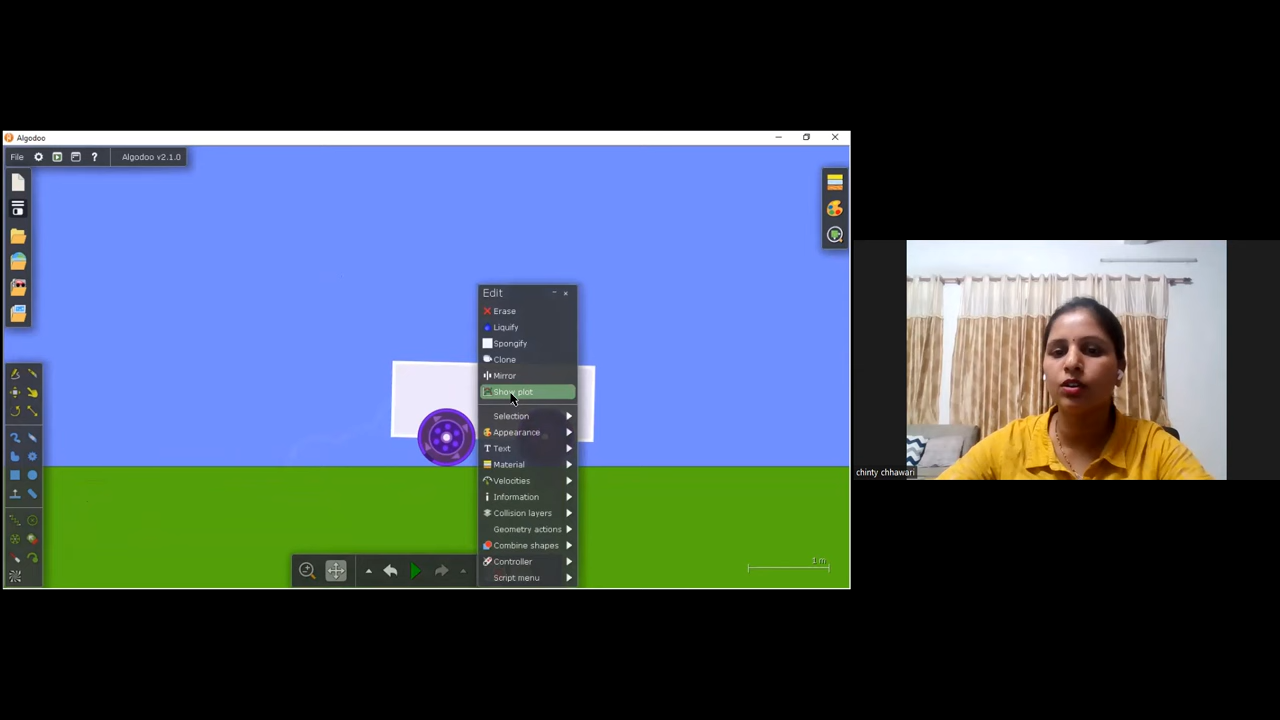 Algodoo
File
Algodoo v2.1.0
Edit
Erase
Liquify
Spongify
Clone
Mirror
Show plot
Selection
Appearance
Text
Material
Velocities
Information
Collision layers
Geometry actions
Combine shapes
Controller
Script menu
1 m
chinty chhawari